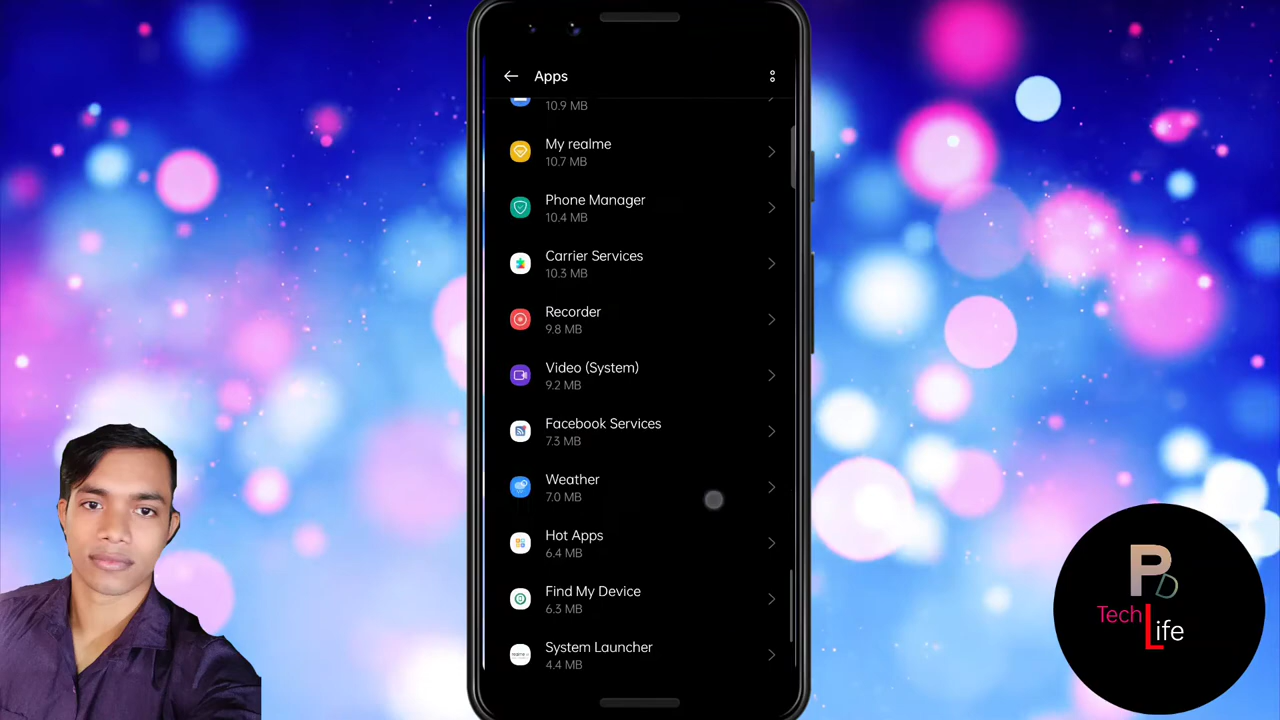 Apps
10.9 MB
My realme
10.7 MB
Phone Manager
10.4 MB
Carrier Services
10.3 MB
Recorder
9.8 MB
Video (System)
9.2 MB
Facebook Services
7.3 MB
Weather
7.0 MB
Hot Apps
6.4 MB
Find My Device
6.3 MB
System Launcher
4.4 MB
PD
Tech Life